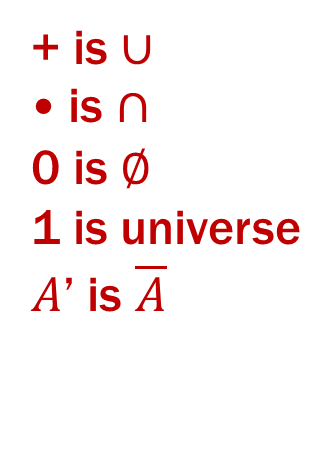 + is ∪
• is ∩
0 is ∅
1 is universe
A’ is A̅